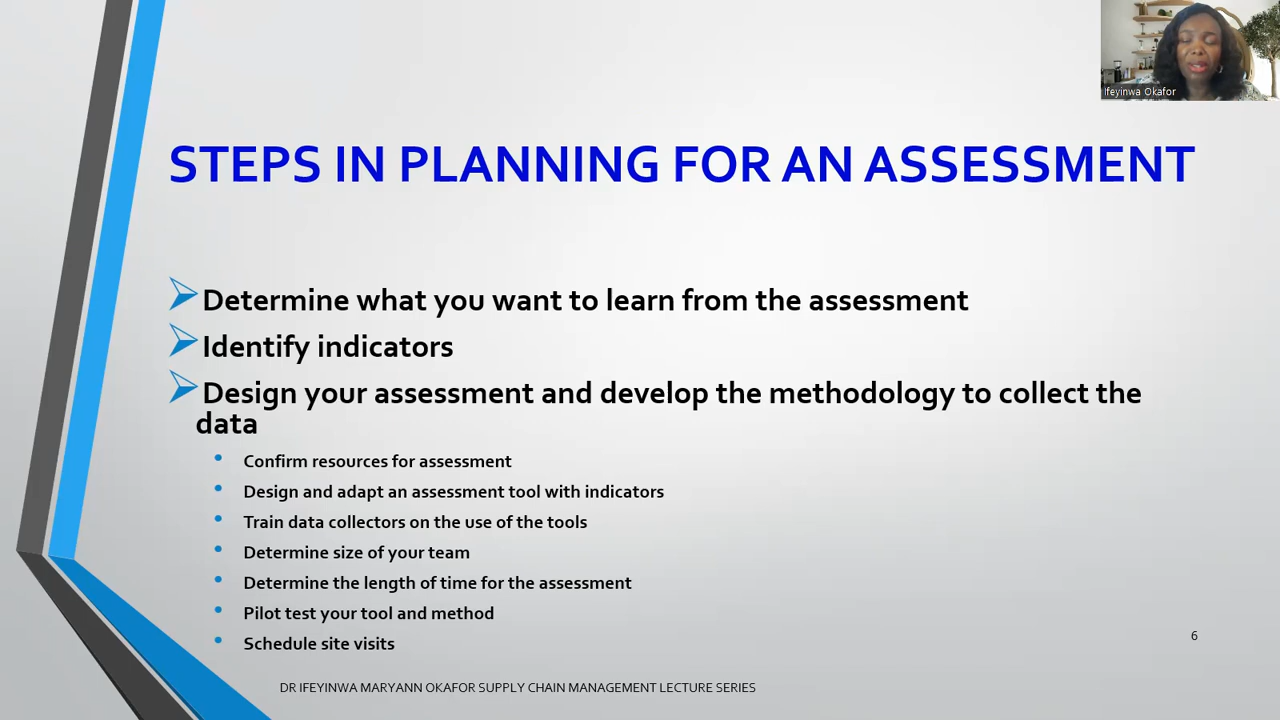 Ifeyinwa Okafor
STEPS IN PLANNING FOR AN ASSESSMENT
Determine what you want to learn from the assessment
Identify indicators
Design your assessment and develop the methodology to collect the
data
Confirm resources for assessment
Design and adapt an assessment tool with indicators
Train data collectors on the use of the tools
Determine size of your team
Determine the length of time for the assessment
Pilot test your tool and method
Schedule site visits
6
DR IFEYINWA MARYANN OKAFOR SUPPLY CHAIN MANAGEMENT LECTURE SERIES